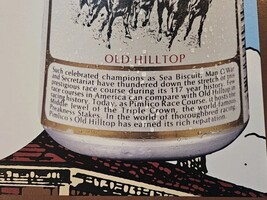 OLD HILLTOP
Such celebrated champions as Sea Biscuit, Man O'War
and Secretariat have thundered down the stretch of this
prestigious race course during its 117 year history. Few
race courses in America can compare with Old Hilltop in
racing history. Today, as Pimlico Race Course, it hosts the
Middle Jewel of the Triple Crown, the world famous
Preakness Stakes. In the world of thoroughbred racing,
Pimlico's Old Hilltop has earned its rich reputation.